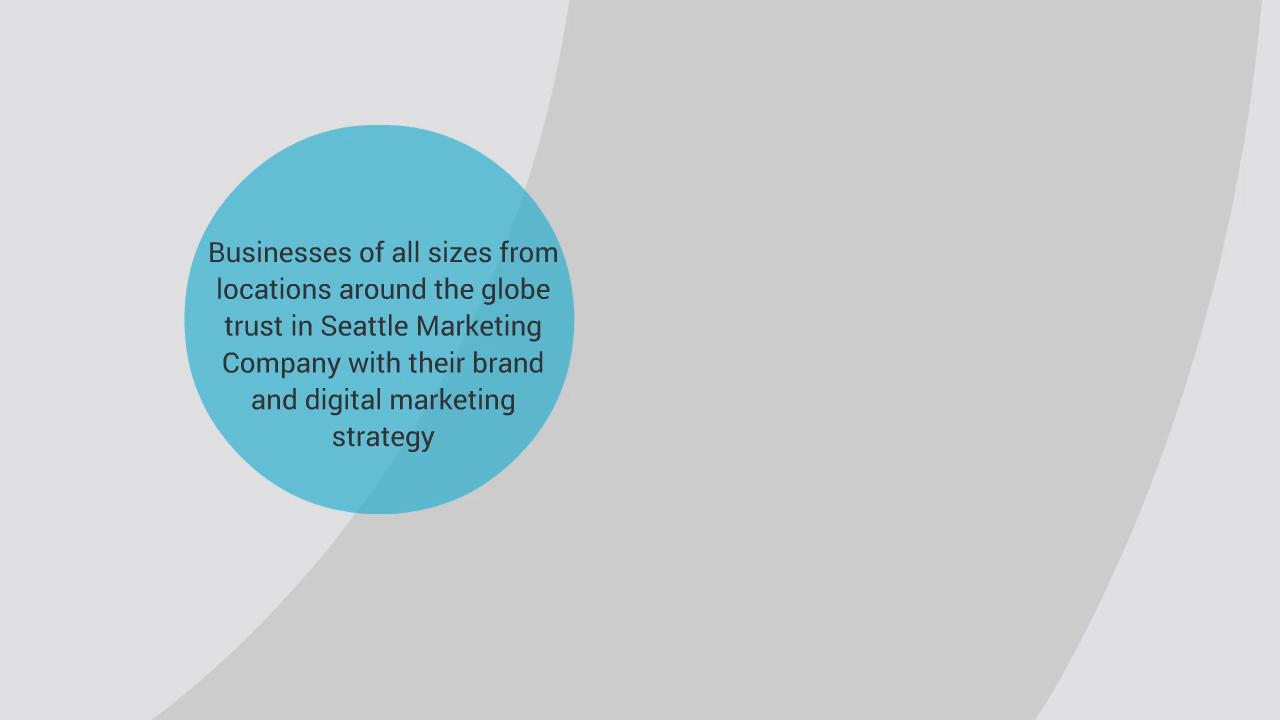 Businesses of all sizes from
locations around the globe
trust in Seattle Marketing
Company with their brand
and digital marketing
strategy